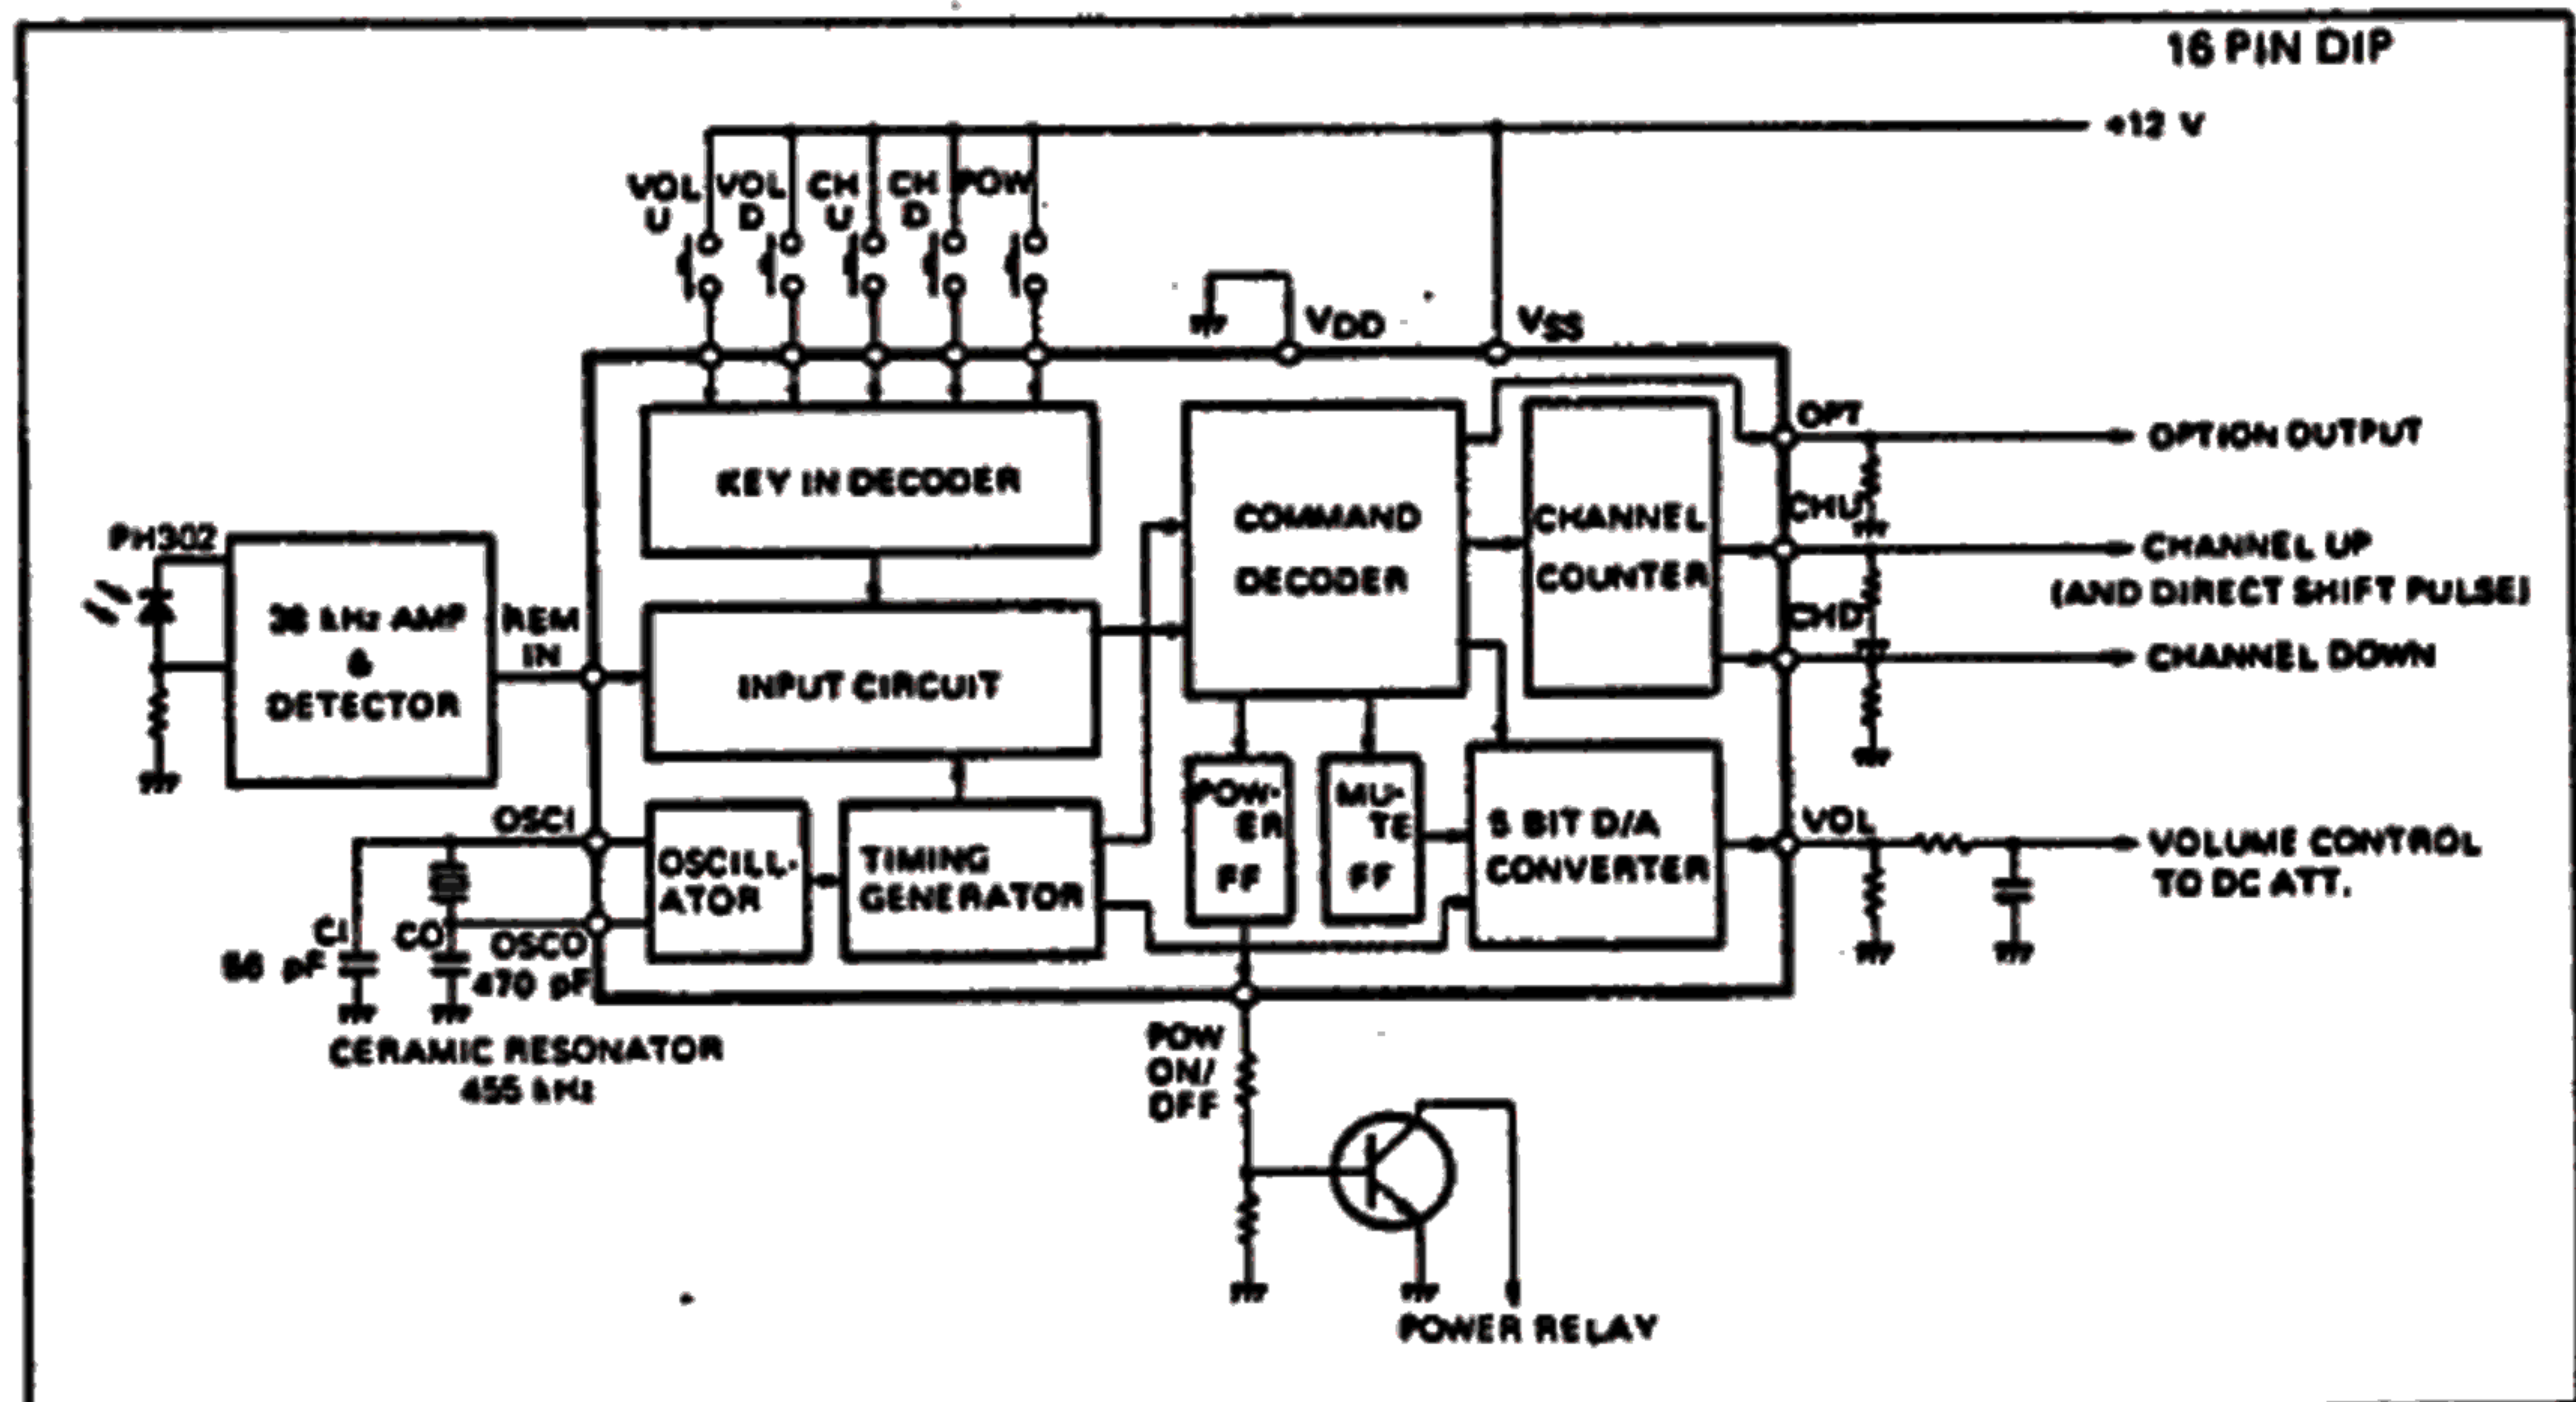 16 PIN DIP
+12 V
VOL U
VOL D
CH U
CH D
POW
VDD
VSS
KEY IN DECODER
COMMAND
DECODER
CHANNEL
COUNTER
OPT
OPTION OUTPUT
CHU
CHANNEL UP
(AND DIRECT SHIFT PULSE)
CHD
CHANNEL DOWN
PH302
38 kHz AMP
&
DETECTOR
REM
IN
INPUT CIRCUIT
OSCI
OSCILL-
ATOR
TIMING
GENERATOR
POW-
ER
FF
MU-
TE
FF
5 BIT D/A
CONVERTER
VOL
VOLUME CONTROL
TO DC ATT.
CI
pF
CO
OSCO
470 pF
CERAMIC RESONATOR
455 kHz
POW
ON/
OFF
POWER RELAY